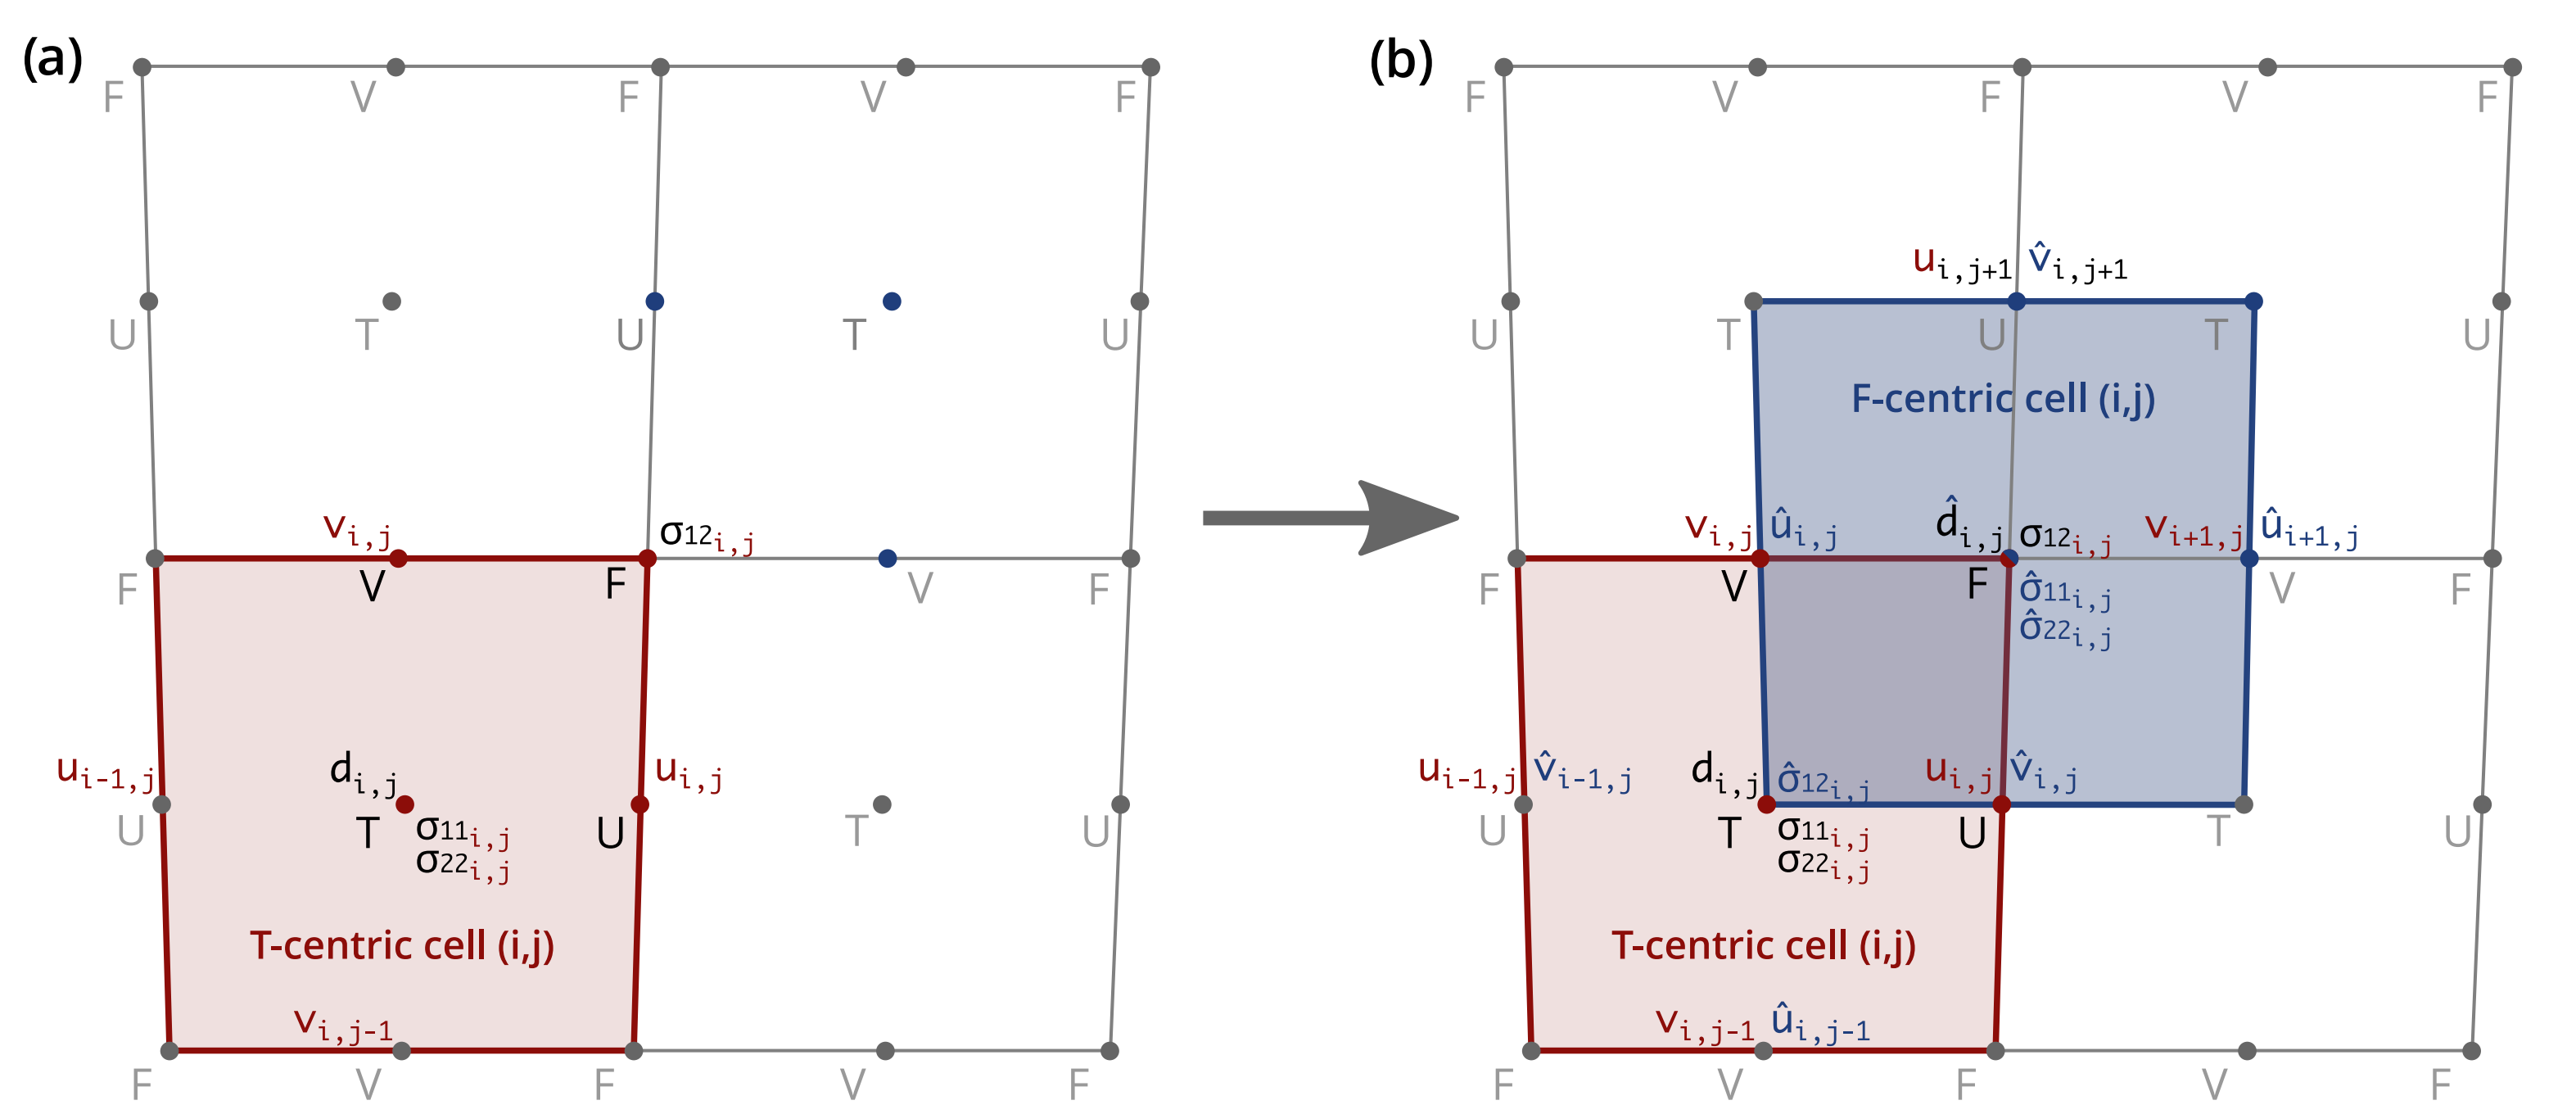 (a)
F V F V F
U T U T U
v i,j σ12 i,j
F V F V F
u i-1,j d i,j u i,j
U T σ11 i,j U T U
σ22 i,j
T-centric cell (i,j)
v i,j-1
F V F V F
(b)
F V F V F
u i,j+1 v̂ i,j+1
U T U T U
F-centric cell (i,j)
v i,j û i,j d̂ i,j σ12 i,j v i+1,j û i+1,j
F V F σ̂11 i,j V F
σ̂22 i,j
u i-1,j v̂ i-1,j d i,j σ̂12 i,j u i,j v̂ i,j
U T σ11 i,j U T U
σ22 i,j
T-centric cell (i,j)
v i,j-1 û i,j-1
F V F V F